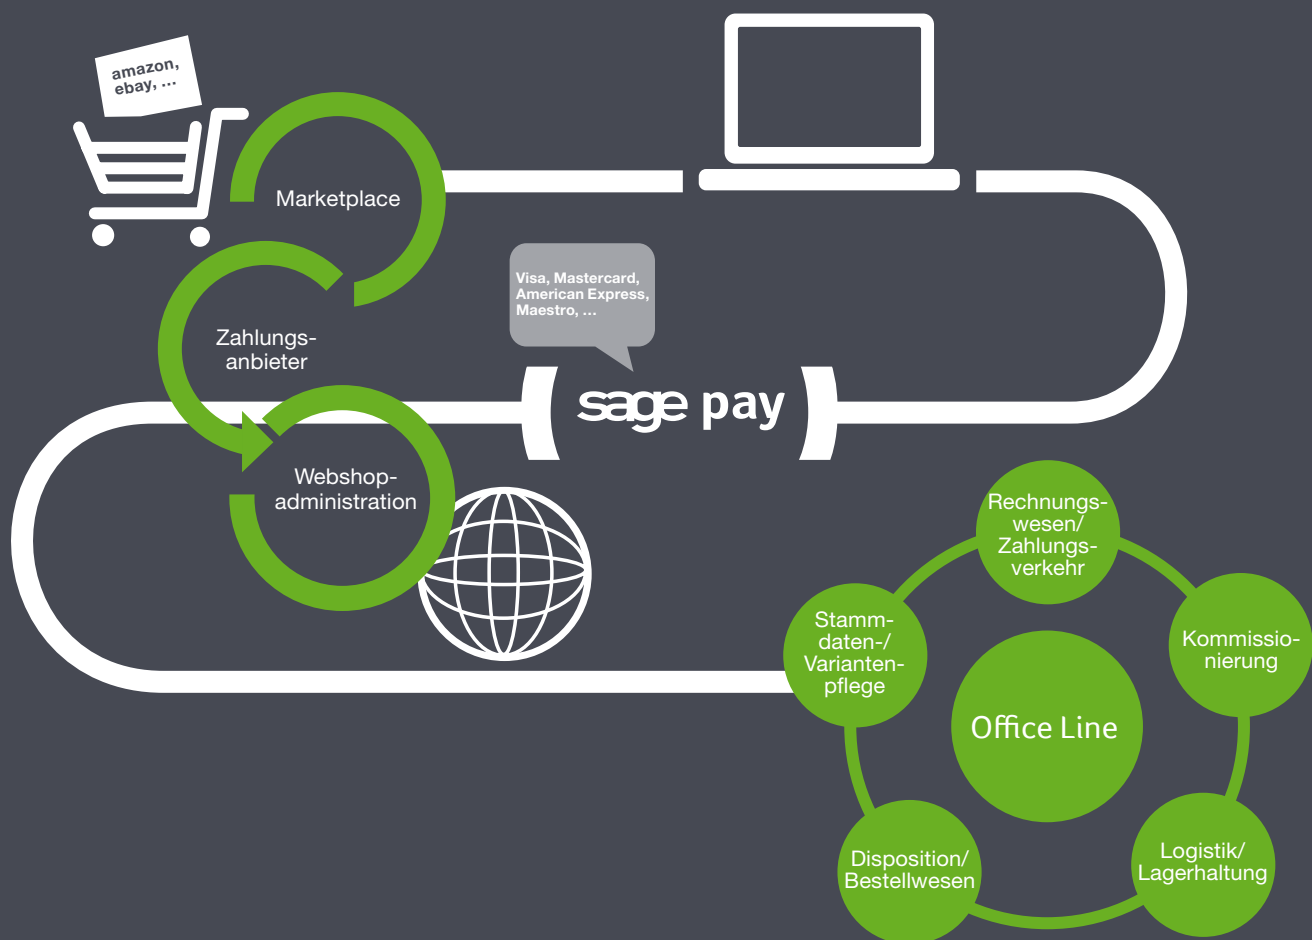 amazon,
ebay, ...
Marketplace
Visa, Mastercard,
American Express,
Maestro, ...
Zahlungs-
anbieter
sage pay
Webshop-
administration
Rechnungs-
wesen/
Zahlungs-
verkehr
Stamm-
daten-/
Varianten-
pflege
Kommissio-
nierung
Office Line
Disposition/
Bestellwesen
Logistik/
Lagerhaltung